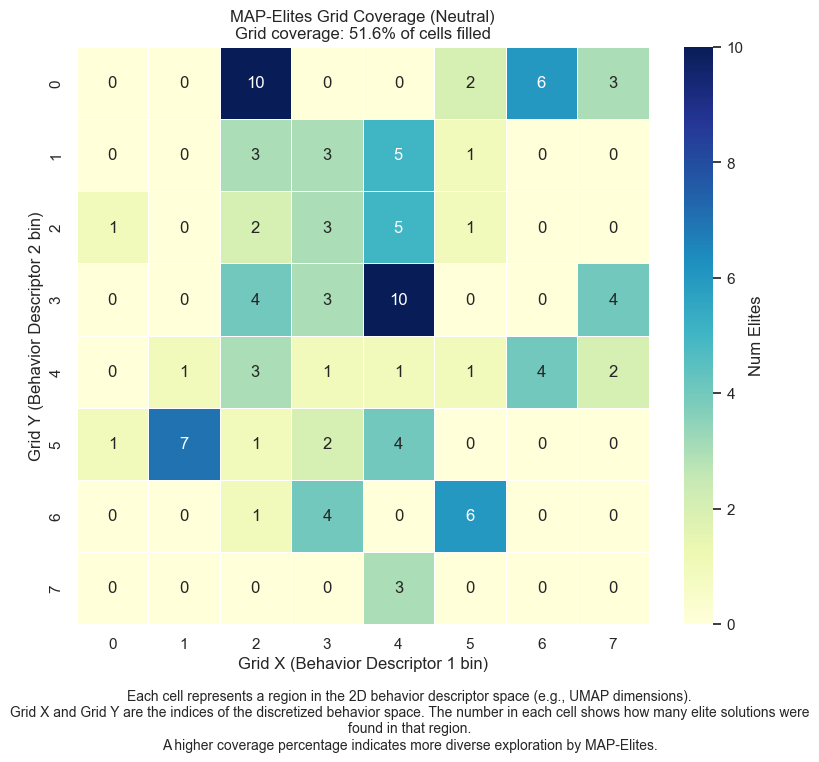 MAP-Elites Grid Coverage (Neutral)
Grid coverage: 51.6% of cells filled
0 0 0 10 0 0 2 6 3
1 0 0 3 3 5 1 0 0
2 1 0 2 3 5 1 0 0
3 0 0 4 3 10 0 0 4
4 0 1 3 1 1 1 4 2
5 1 7 1 2 4 0 0 0
6 0 0 1 4 0 6 0 0
7 0 0 0 0 3 0 0 0
0 1 2 3 4 5 6 7
Grid X (Behavior Descriptor 1 bin)
Grid Y (Behavior Descriptor 2 bin)
10
8
6
4
2
0
Num Elites
Each cell represents a region in the 2D behavior descriptor space (e.g., UMAP dimensions).
Grid X and Grid Y are the indices of the discretized behavior space. The number in each cell shows how many elite solutions were
found in that region.
A higher coverage percentage indicates more diverse exploration by MAP-Elites.